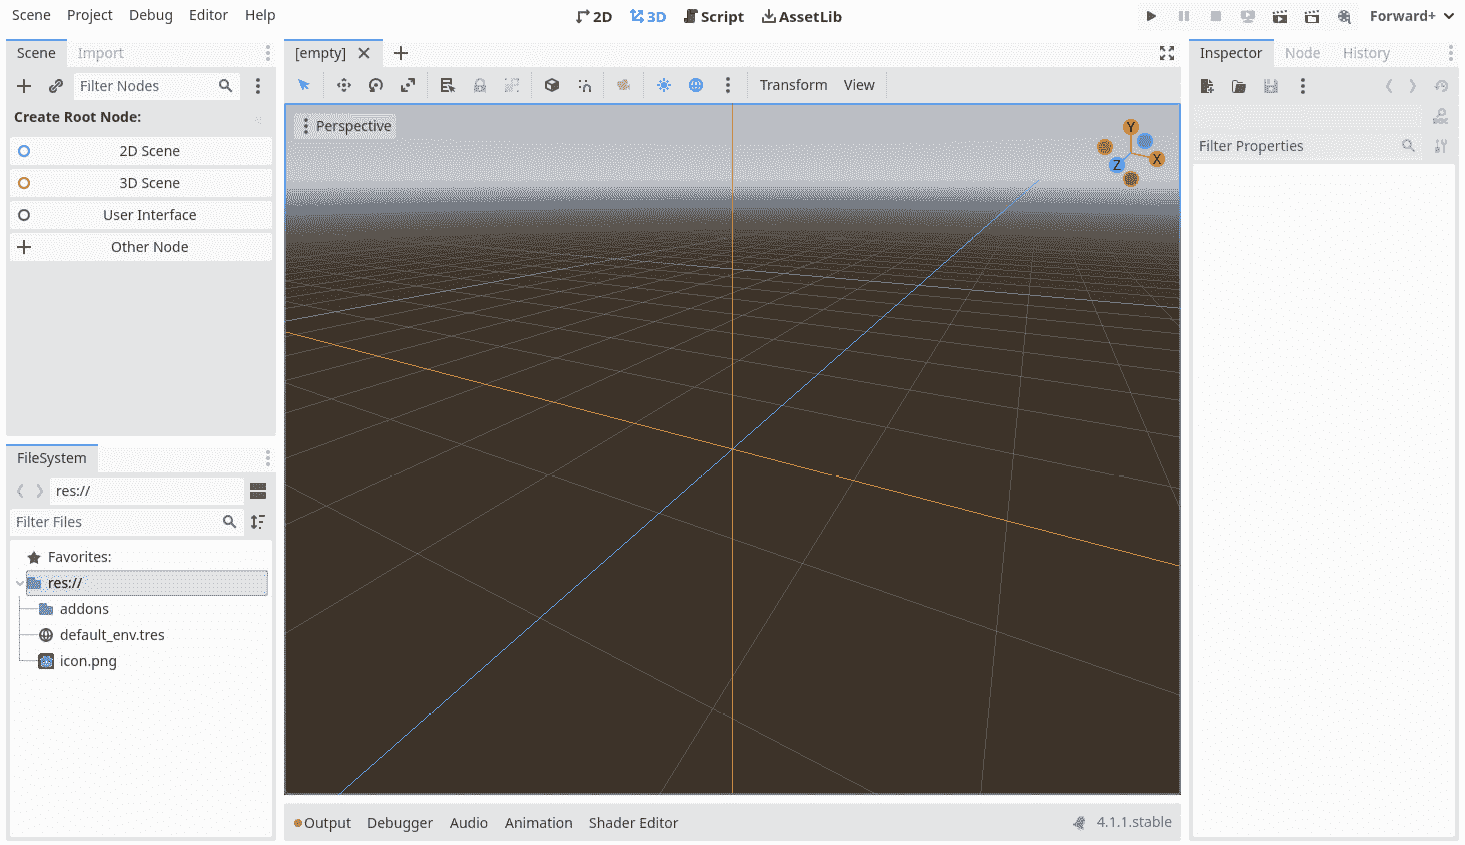 Scene Project Debug Editor Help
2D 3D Script AssetLib
Forward+
Scene Import
Filter Nodes
Create Root Node:
2D Scene
3D Scene
User Interface
Other Node
FileSystem
res://
Filter Files
Favorites:
res://
addons
default_env.tres
icon.png
[empty]
Transform View
Perspective
Y
X
Z
Output Debugger Audio Animation Shader Editor
4.1.1.stable
Inspector Node History
Filter Properties